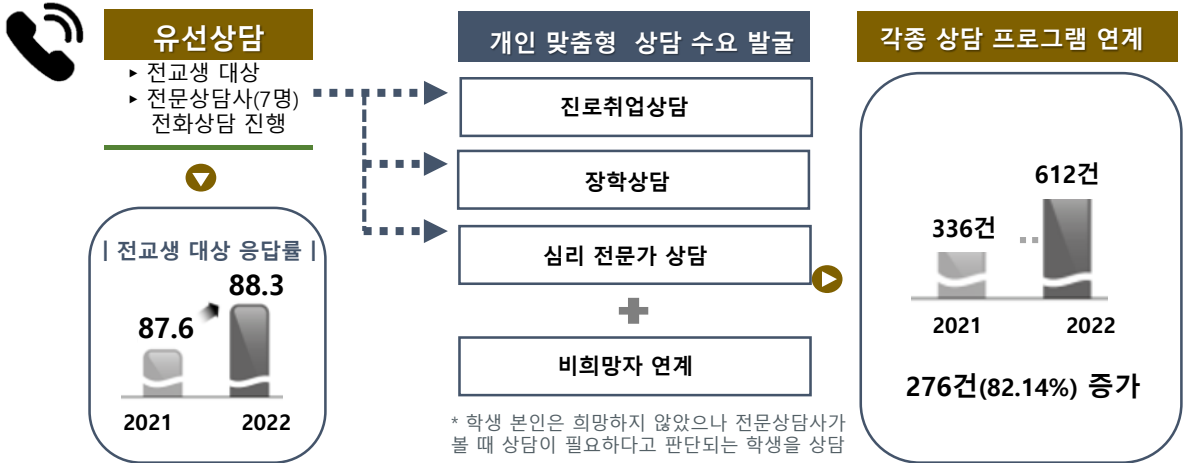 유선상담
▸ 전교생 대상
▸ 전문상담사(7명)
전화상담 진행
| 전교생 대상 응답률 |
87.6
88.3
2021
2022
개인 맞춤형 상담 수요 발굴
진로취업상담
장학상담
심리 전문가 상담
비희망자 연계
* 학생 본인은 희망하지 않았으나 전문상담사가
볼 때 상담이 필요하다고 판단되는 학생을 상담
각종 상담 프로그램 연계
336건
612건
2021
2022
276건(82.14%) 증가